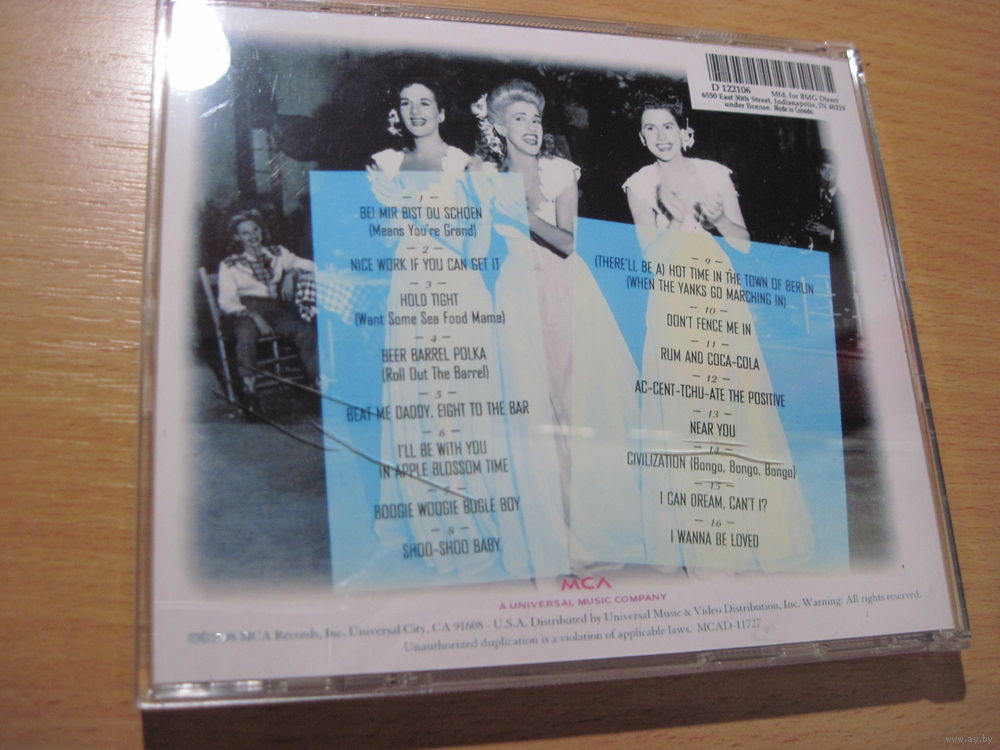 D 122106 Mfd. for BMG Direct
6550 East 30th Street, Indianapolis, IN 46219
under license. Made in Canada
- 1 -
BEI MIR BIST DU SCHOEN
(Means You're Grand)
- 2 -
NICE WORK IF YOU CAN GET IT
- 3 -
HOLD TIGHT
(Want Some Sea Food Mama)
- 4 -
BEER BARREL POLKA
(Roll Out The Barrel)
- 5 -
BEAT ME DADDY, EIGHT TO THE BAR
- 6 -
I'LL BE WITH YOU
IN APPLE BLOSSOM TIME
- 7 -
BOOGIE WOOGIE BUGLE BOY
- 8 -
SHOO-SHOO BABY
- 9 -
(THERE'LL BE A) HOT TIME IN THE TOWN OF BERLIN
(WHEN THE YANKS GO MARCHING IN)
- 10 -
DON'T FENCE ME IN
- 11 -
RUM AND COCA-COLA
- 12 -
AC-CENT-TCHU-ATE THE POSITIVE
- 13 -
NEAR YOU
- 14 -
CIVILIZATION (Bongo, Bongo, Bongo)
- 15 -
I CAN DREAM, CAN'T I?
- 16 -
I WANNA BE LOVED
MCA
A UNIVERSAL MUSIC COMPANY
MCA Records, Inc. Universal City, CA 91608 - U.S.A. Distributed by Universal Music & Video Distribution, Inc. Warning: All rights reserved.
Unauthorized duplication is a violation of applicable laws. MCAD-11727
www.ay.by